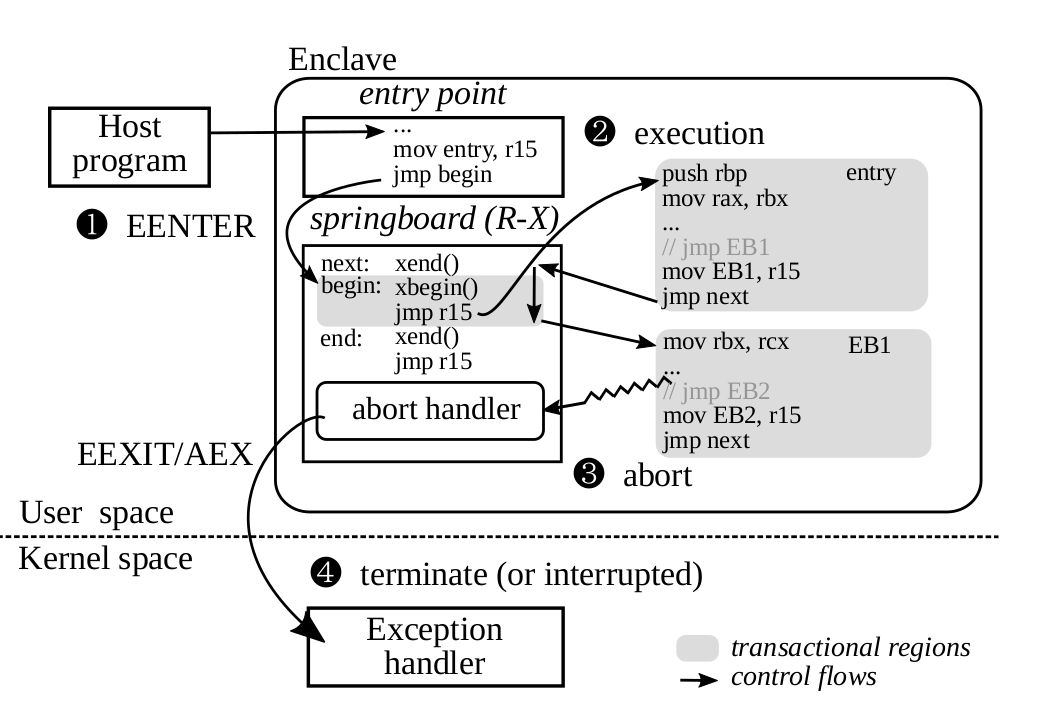 Enclave
entry point
Host
program
...
mov entry, r15
jmp begin
❶ EENTER
❷ execution
push rbp entry
mov rax, rbx
...
// jmp EB1
mov EB1, r15
jmp next
springboard (R-X)
next: xend()
begin: xbegin()
jmp r15
end: xend()
jmp r15
abort handler
mov rbx, rcx EB1
...
// jmp EB2
mov EB2, r15
jmp next
❸ abort
EEXIT/AEX
User space
Kernel space
❹ terminate (or interrupted)
Exception
handler
transactional regions
control flows